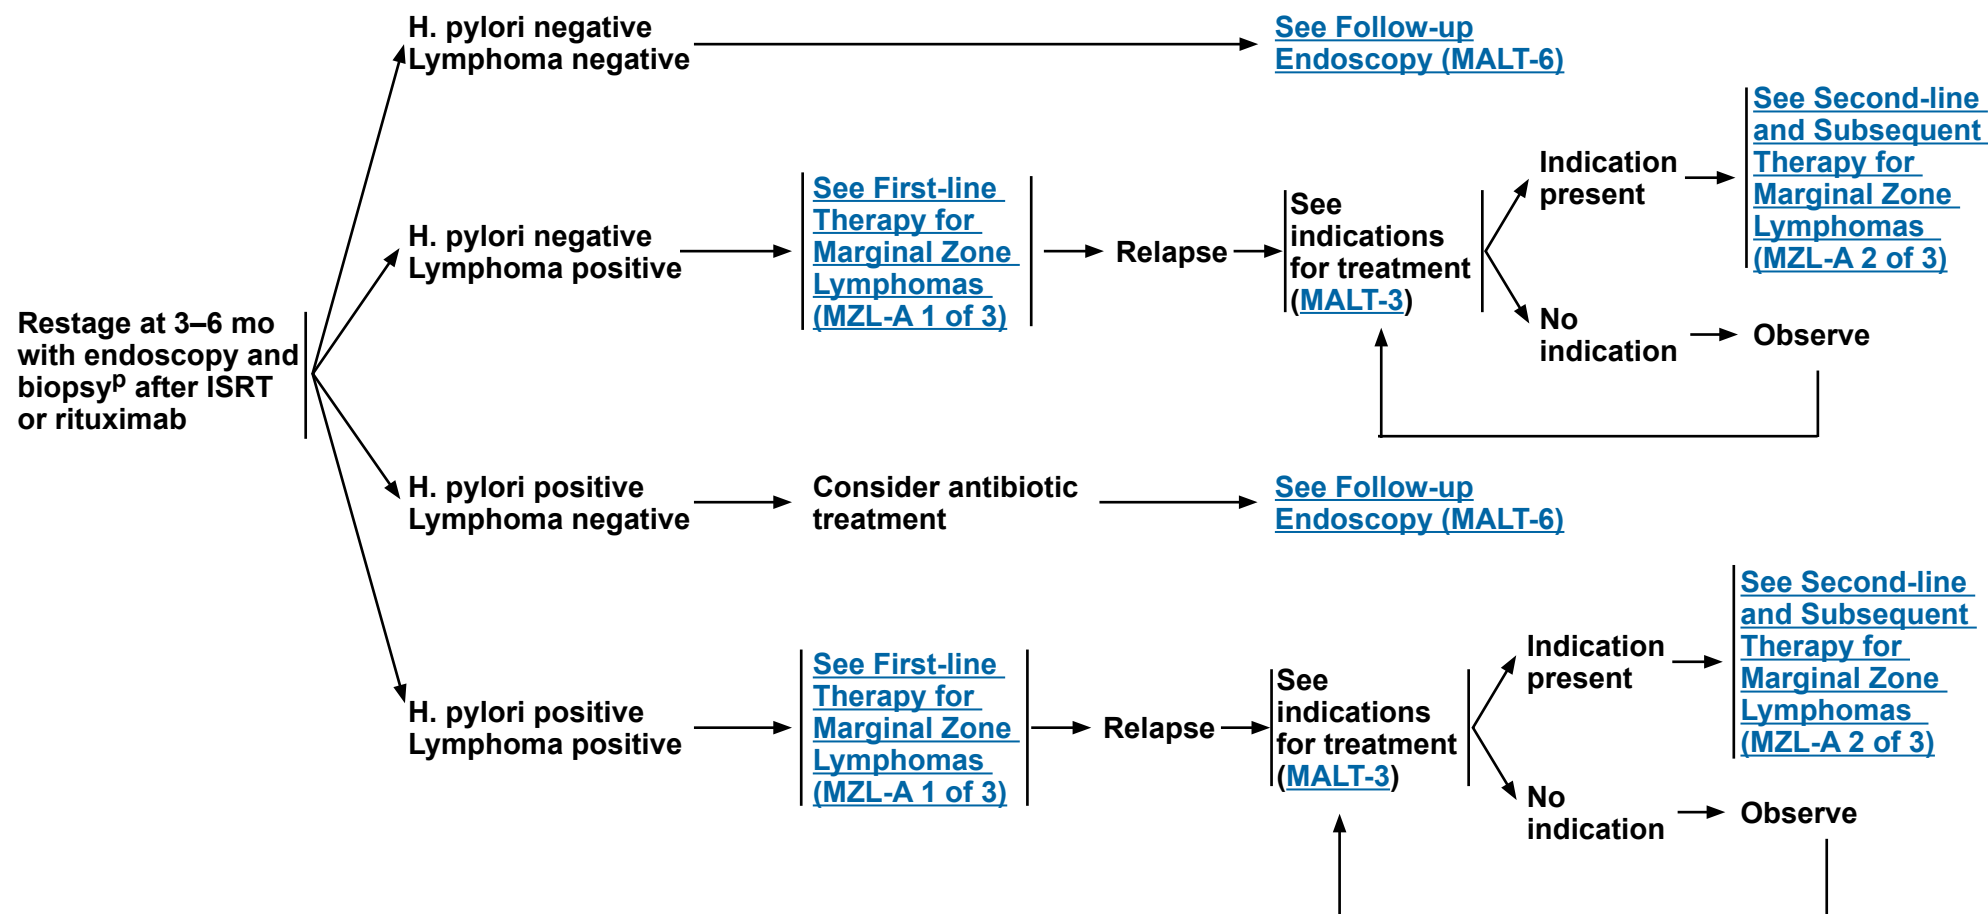 Restage at 3–6 mo
with endoscopy and
biopsyᵖ after ISRT
or rituximab
H. pylori negative
Lymphoma negative
See Follow-up
Endoscopy (MALT-6)
H. pylori negative
Lymphoma positive
See First-line
Therapy for
Marginal Zone
Lymphomas
(MZL-A 1 of 3)
Relapse
See
indications
for treatment
(MALT-3)
Indication
present
See Second-line
and Subsequent
Therapy for
Marginal Zone
Lymphomas
(MZL-A 2 of 3)
No
indication
Observe
H. pylori positive
Lymphoma negative
Consider antibiotic
treatment
See Follow-up
Endoscopy (MALT-6)
H. pylori positive
Lymphoma positive
See First-line
Therapy for
Marginal Zone
Lymphomas
(MZL-A 1 of 3)
Relapse
See
indications
for treatment
(MALT-3)
Indication
present
See Second-line
and Subsequent
Therapy for
Marginal Zone
Lymphomas
(MZL-A 2 of 3)
No
indication
Observe